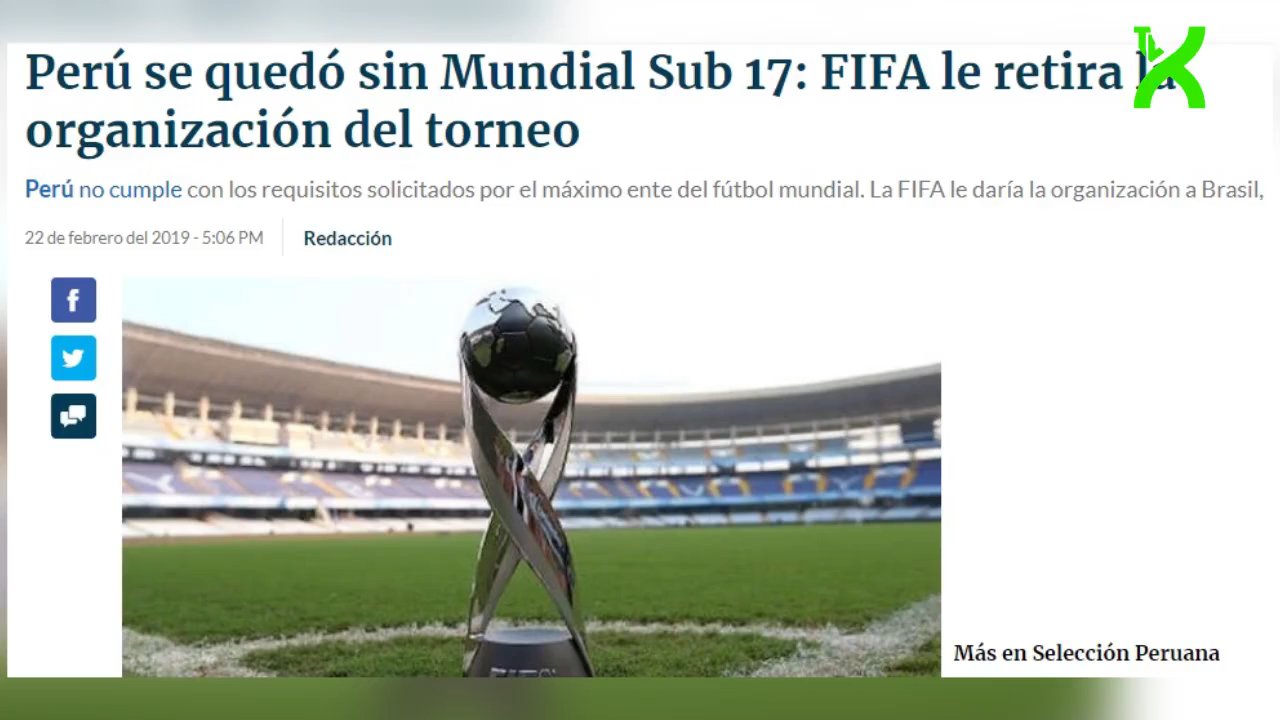 Perú se quedó sin Mundial Sub 17: FIFA le retira la
organización del torneo
Perú no cumple con los requisitos solicitados por el máximo ente del fútbol mundial. La FIFA le daría la organización a Brasil,
22 de febrero del 2019 - 5:06 PM
Redacción
FIFA
Más en Selección Peruana